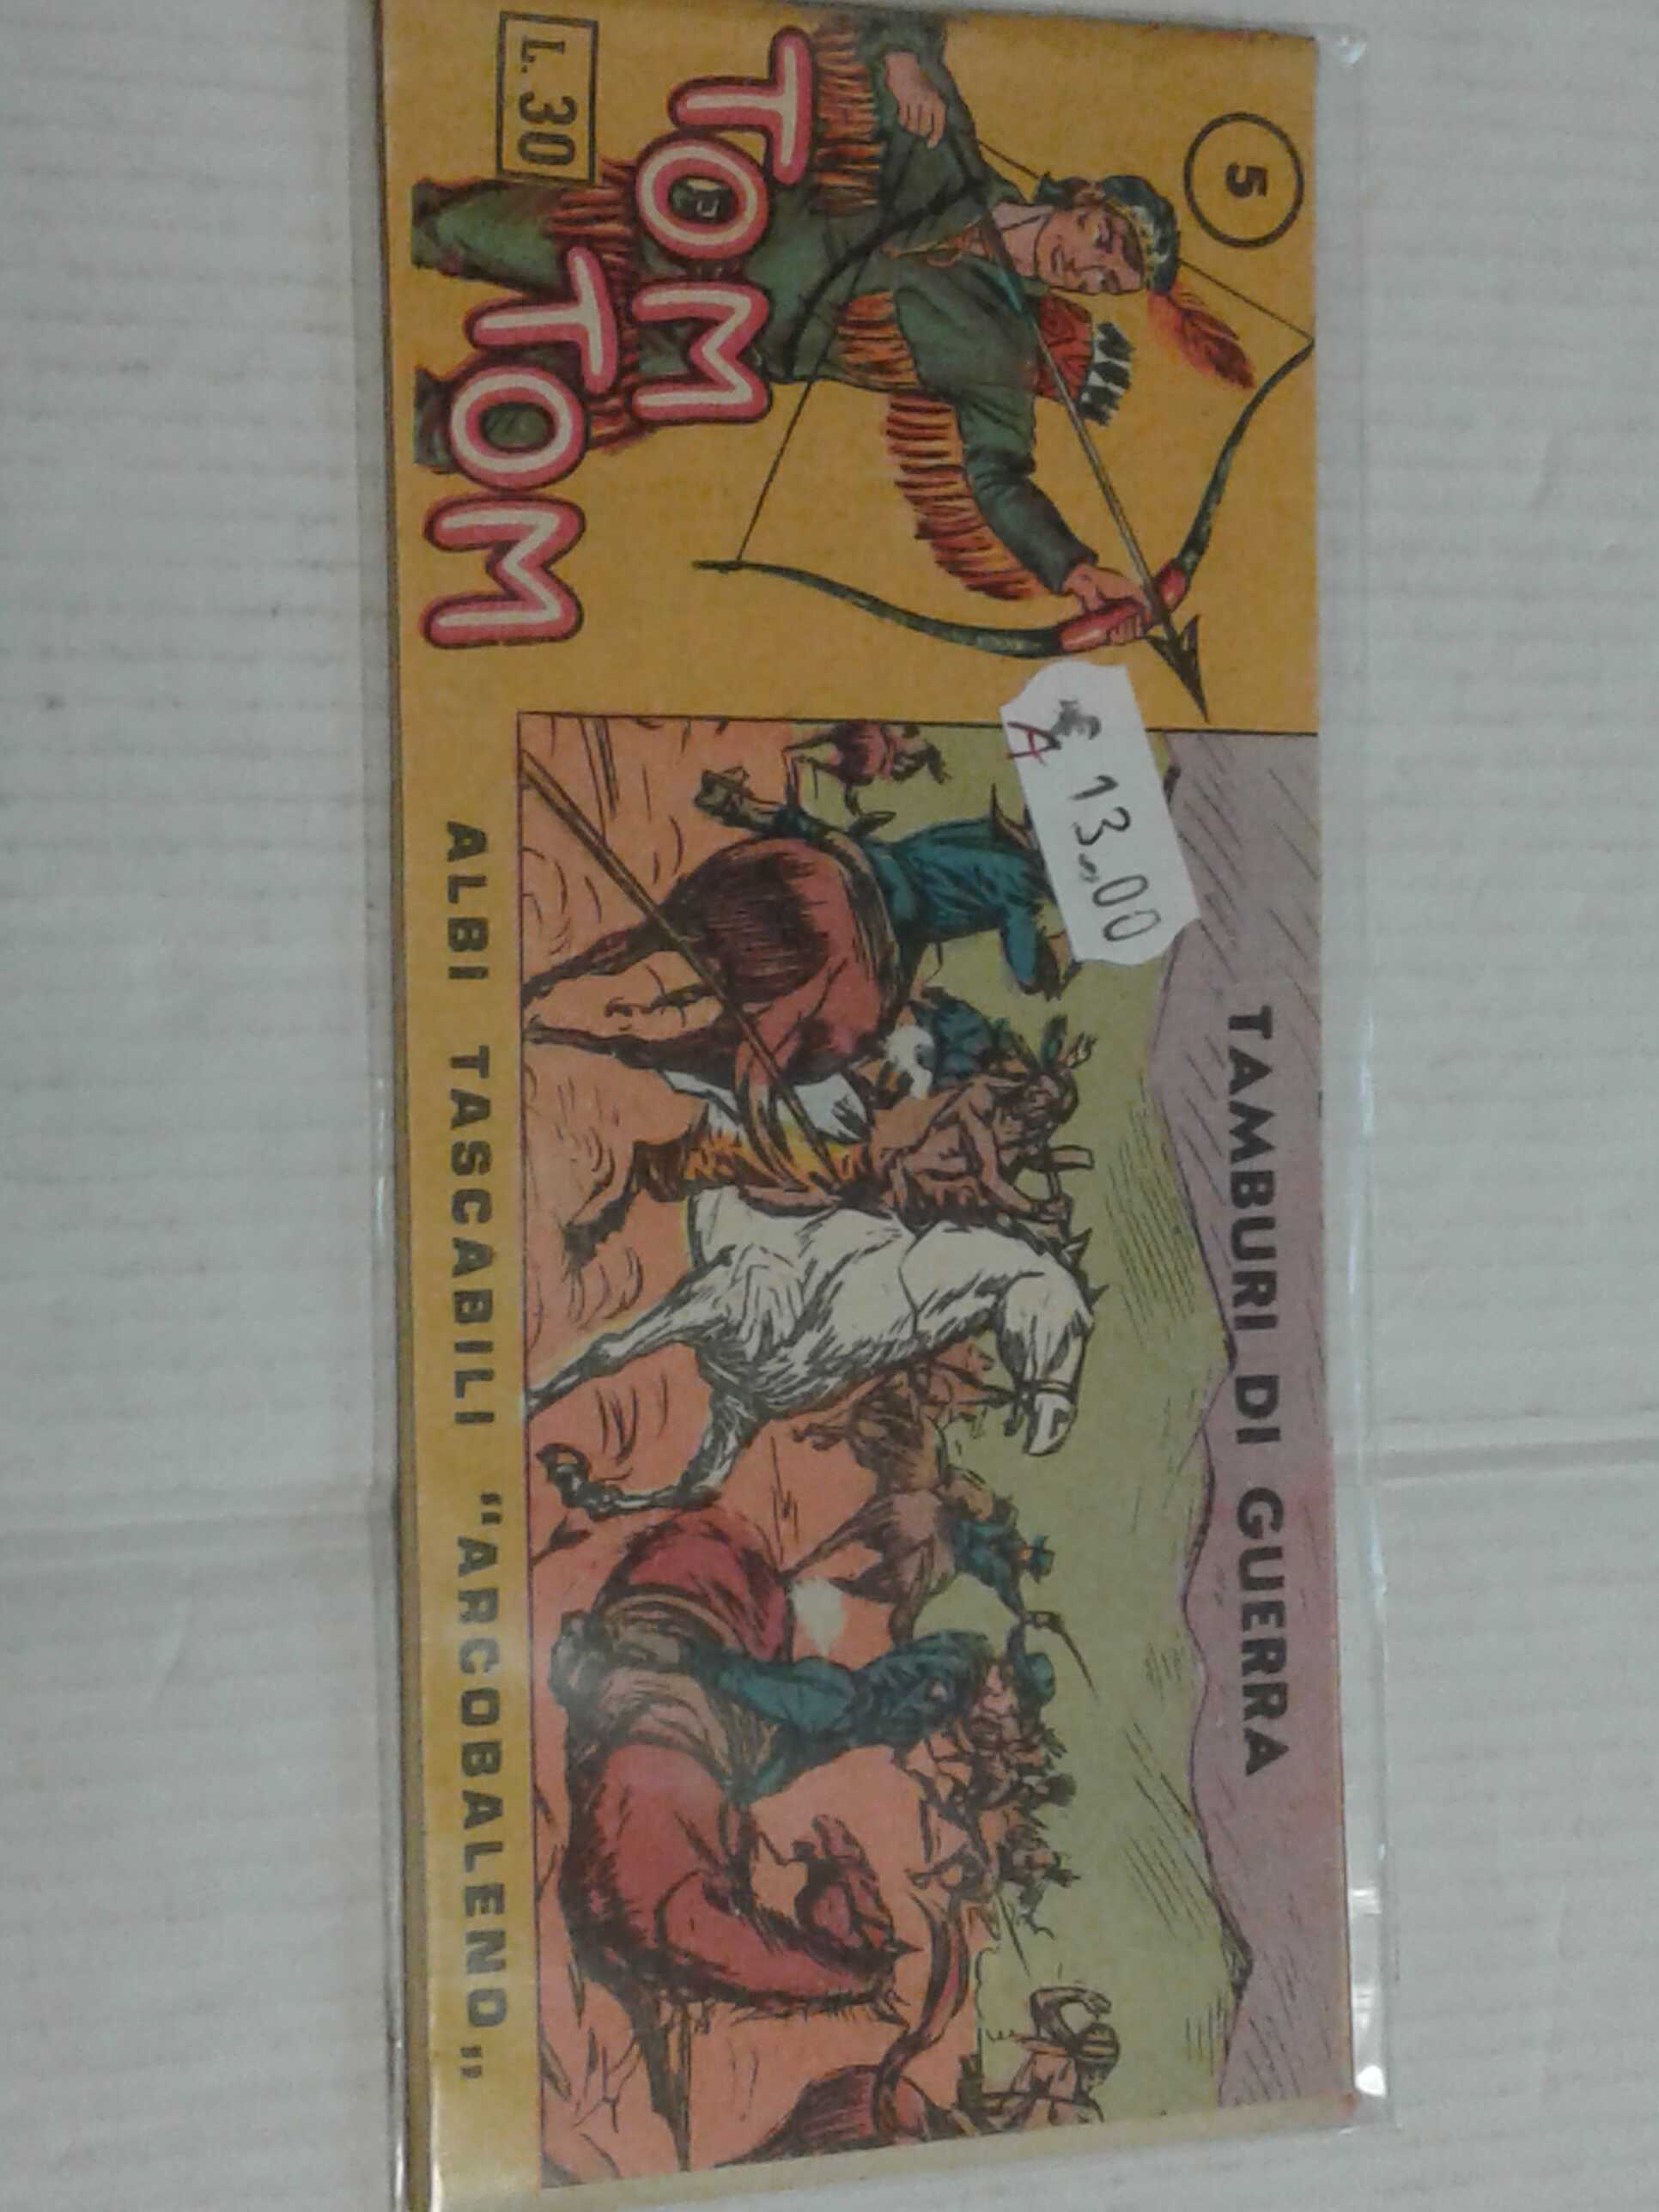 5
L. 30
TOM
TOM
€ 13.00
A
TAMBURI DI GUERRA
ALBI TASCABILI "ARCOBALENO"